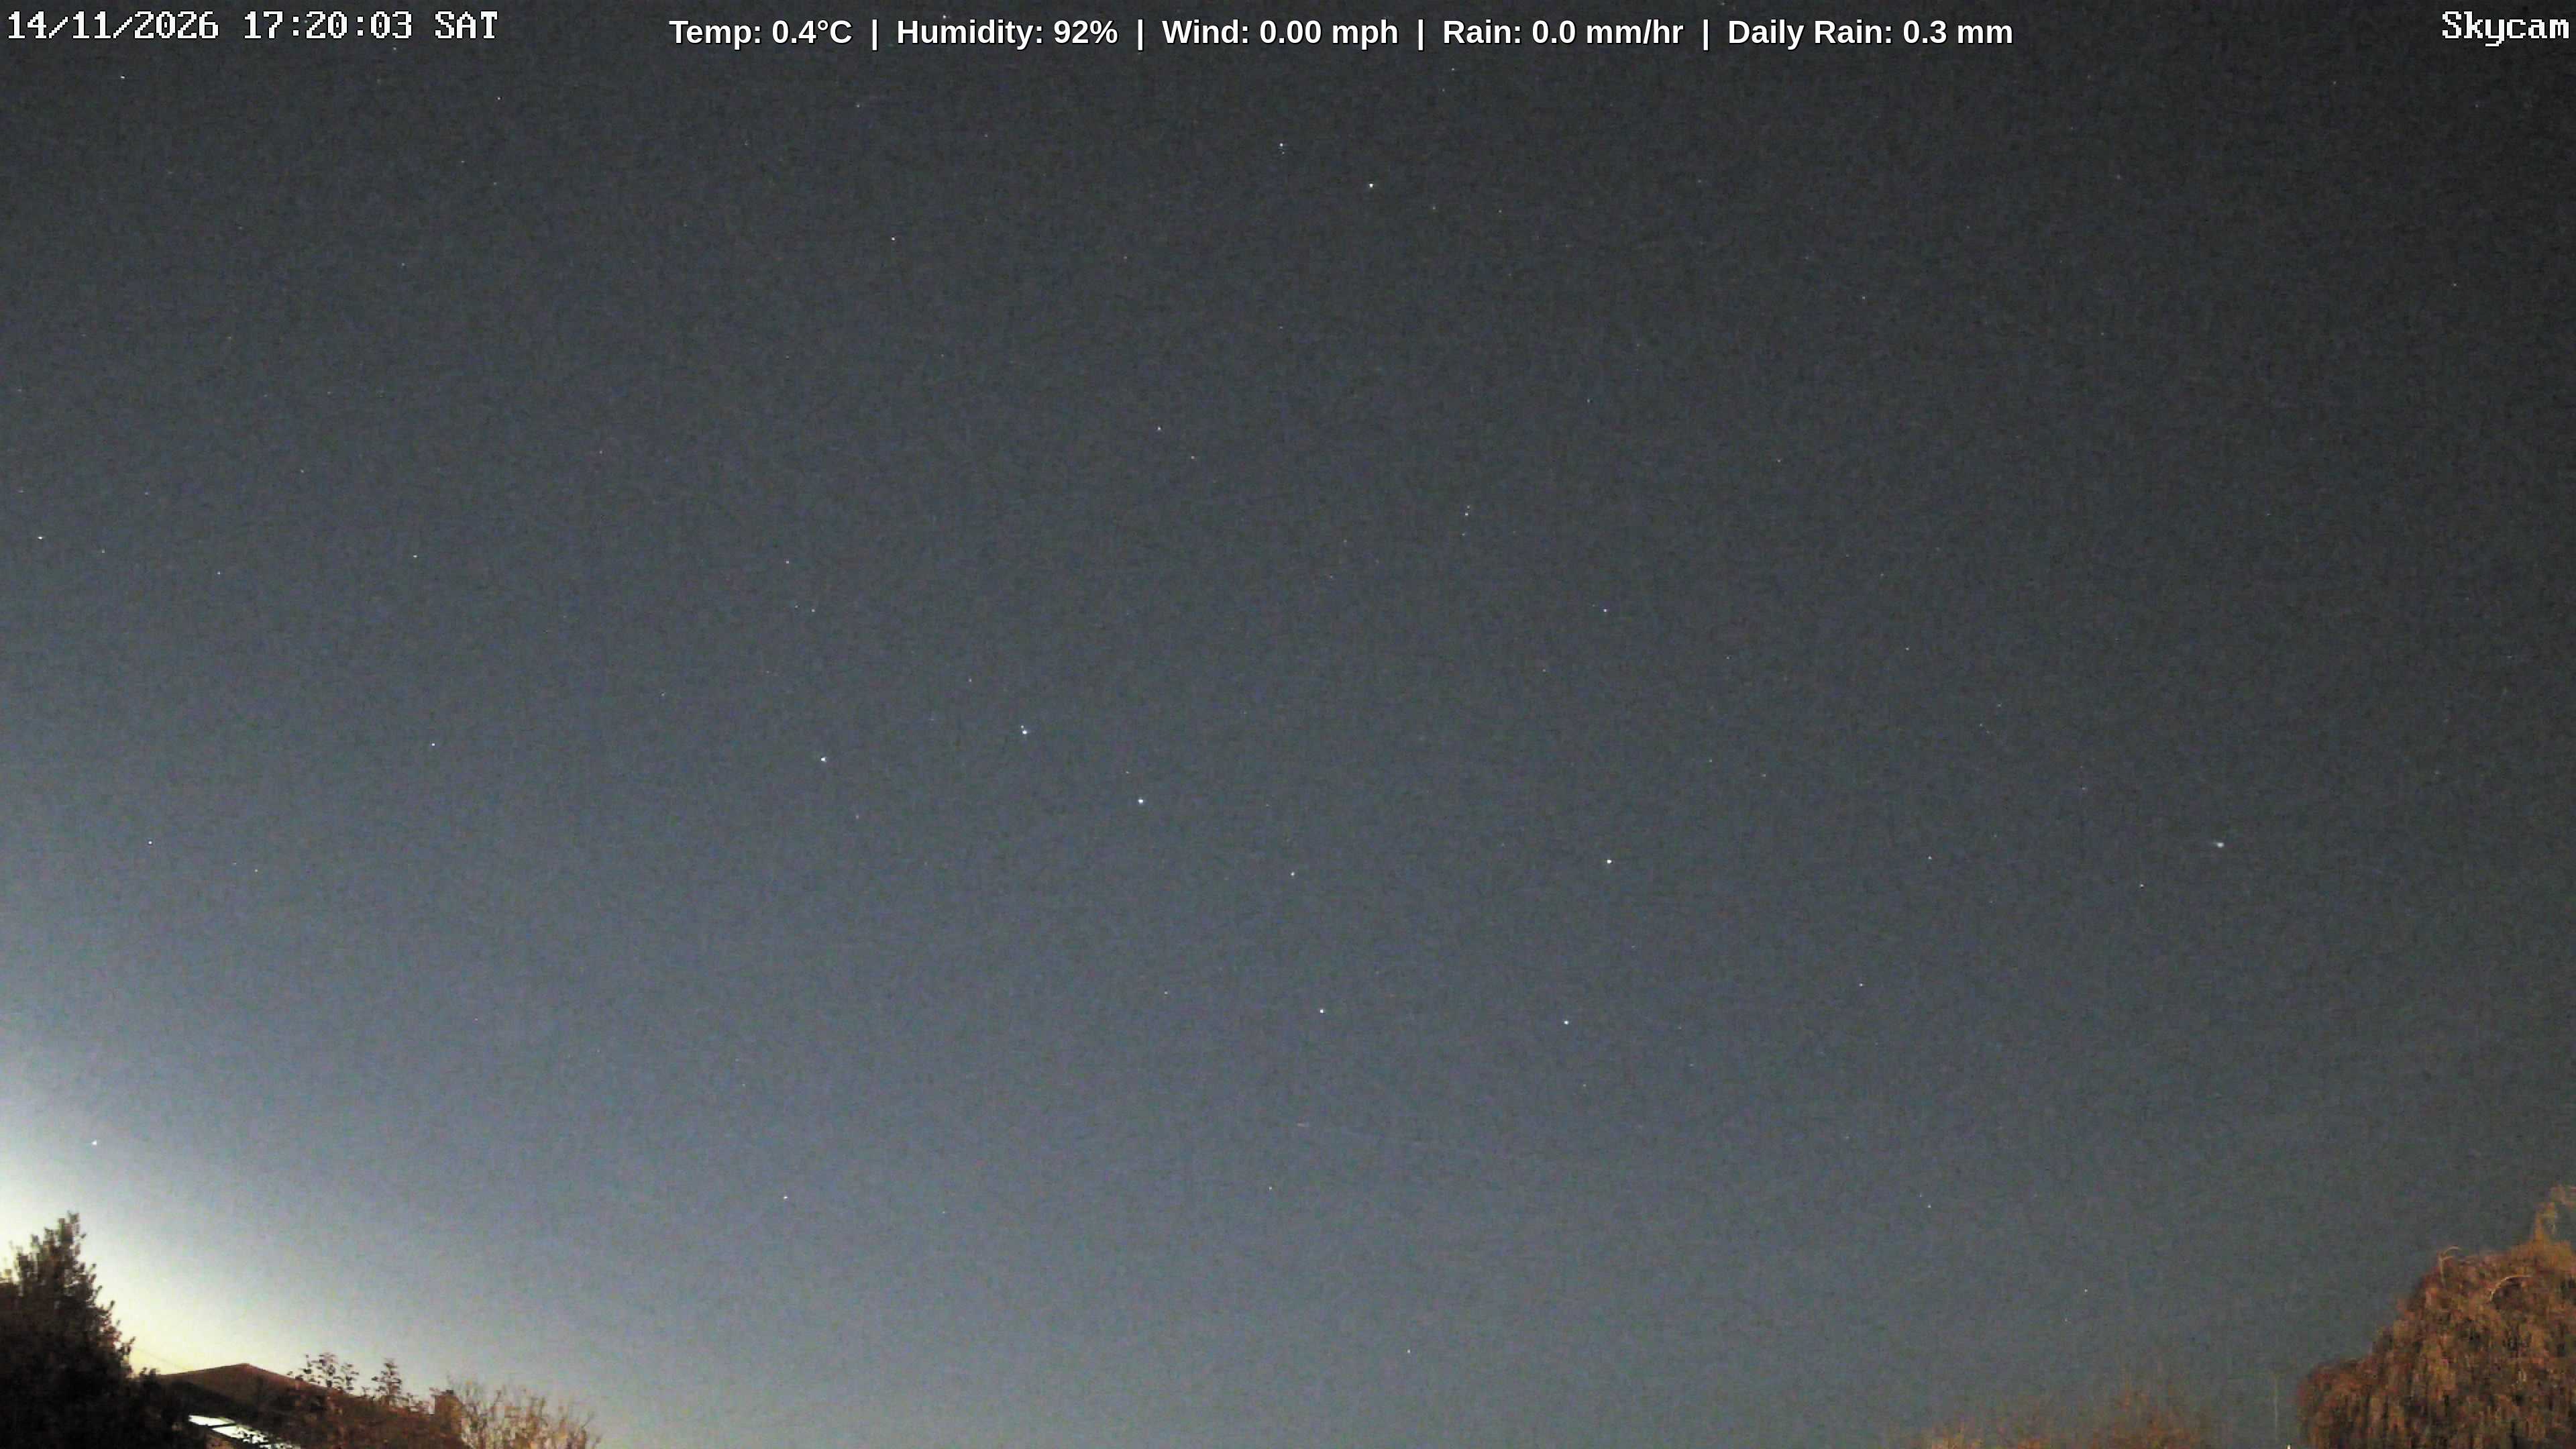 14/11/2026 17:20:03 SAT
Temp: 0.4°C | Humidity: 92% | Wind: 0.00 mph | Rain: 0.0 mm/hr | Daily Rain: 0.3 mm
Skycam